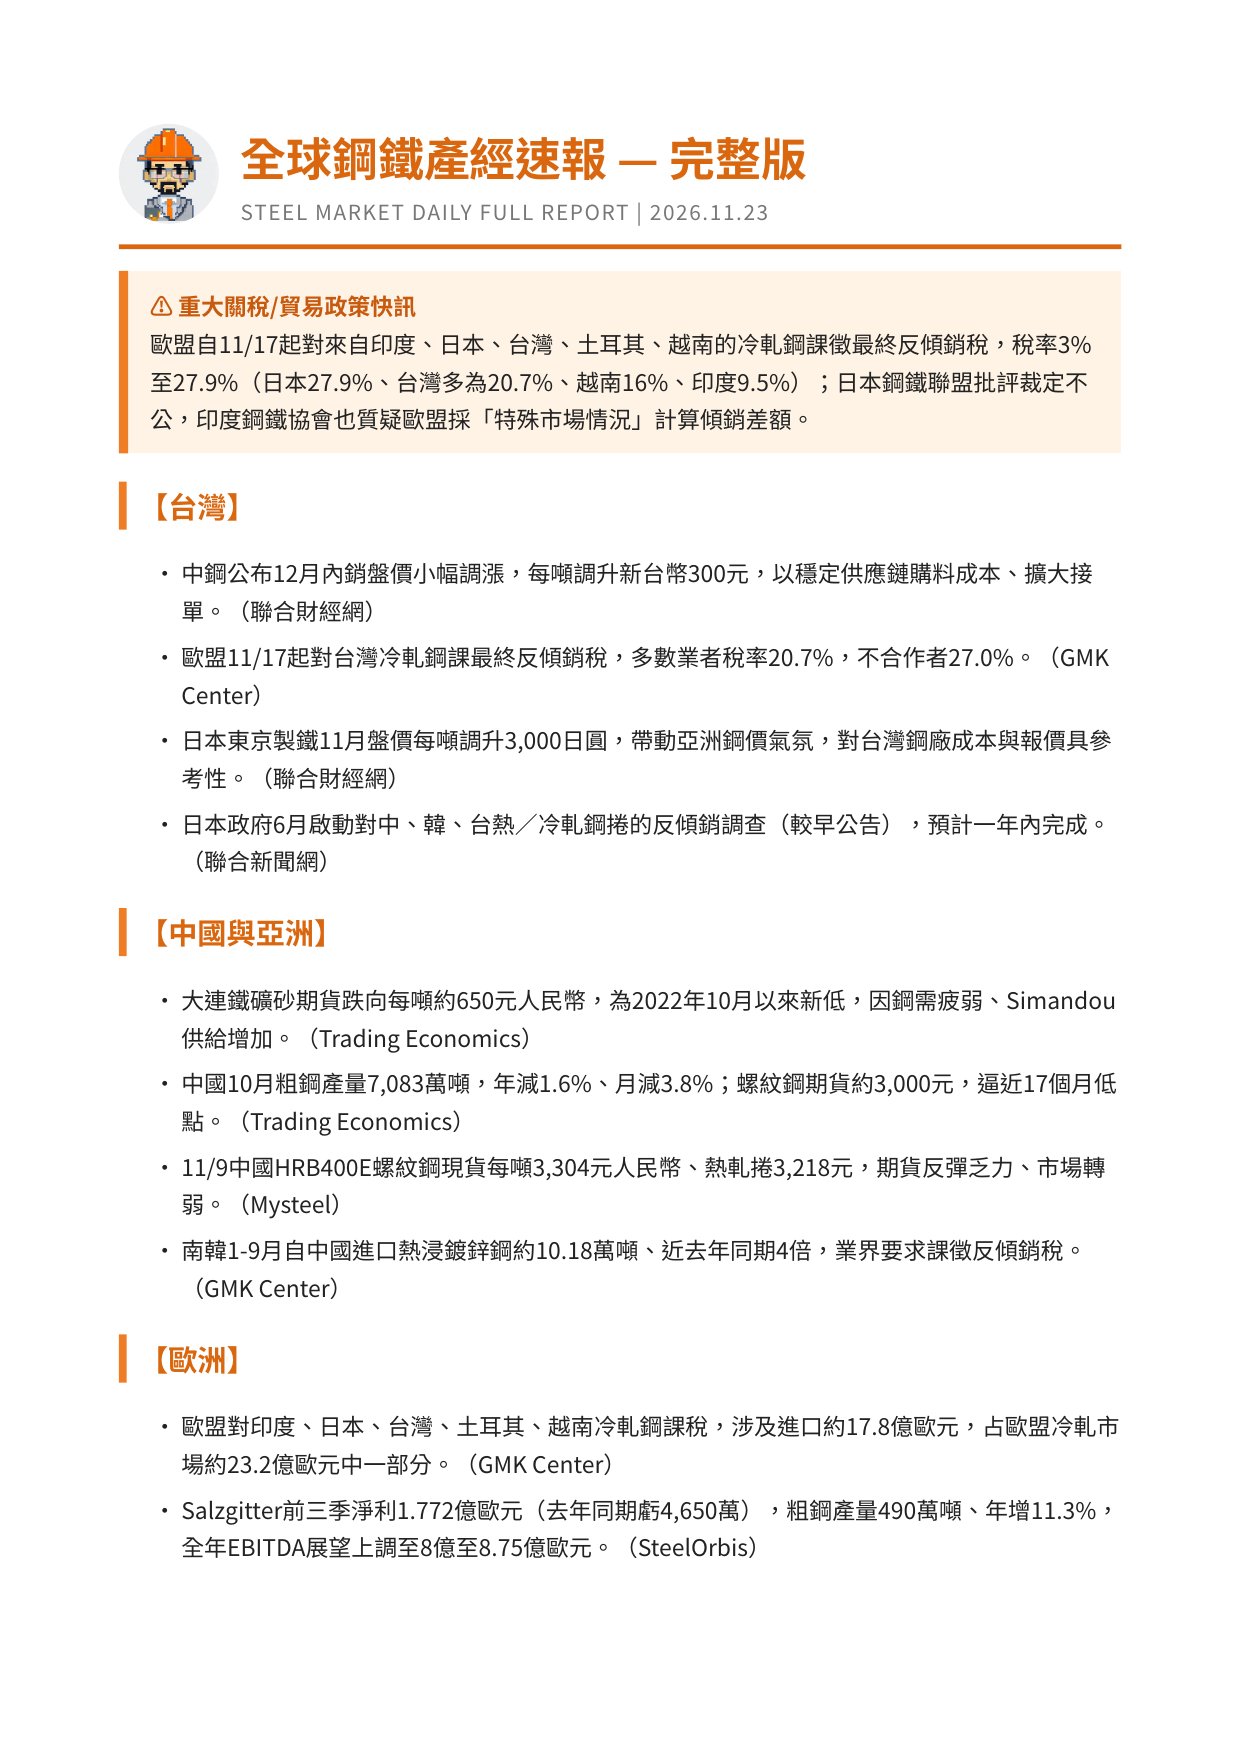 全球鋼鐵產經速報 — 完整版
STEEL MARKET DAILY FULL REPORT | 2026.11.23
⚠ 重大關稅/貿易政策快訊
歐盟自11/17起對來自印度、日本、台灣、土耳其、越南的冷軋鋼課徵最終反傾銷稅，稅率3%
至27.9%（日本27.9%、台灣多為20.7%、越南16%、印度9.5%）；日本鋼鐵聯盟批評裁定不
公，印度鋼鐵協會也質疑歐盟採「特殊市場情況」計算傾銷差額。
【台灣】
・中鋼公布12月內銷盤價小幅調漲，每噸調升新台幣300元，以穩定供應鏈購料成本、擴大接
單。（聯合財經網）
・歐盟11/17起對台灣冷軋鋼課最終反傾銷稅，多數業者稅率20.7%，不合作者27.0%。（GMK
Center）
・日本東京製鐵11月盤價每噸調升3,000日圓，帶動亞洲鋼價氣氛，對台灣鋼廠成本與報價具參
考性。（聯合財經網）
・日本政府6月啟動對中、韓、台熱／冷軋鋼捲的反傾銷調查（較早公告），預計一年內完成。
（聯合新聞網）
【中國與亞洲】
・大連鐵礦砂期貨跌向每噸約650元人民幣，為2022年10月以來新低，因鋼需疲弱、Simandou
供給增加。（Trading Economics）
・中國10月粗鋼產量7,083萬噸，年減1.6%、月減3.8%；螺紋鋼期貨約3,000元，逼近17個月低
點。（Trading Economics）
・11/9中國HRB400E螺紋鋼現貨每噸3,304元人民幣、熱軋捲3,218元，期貨反彈乏力、市場轉
弱。（Mysteel）
・南韓1-9月自中國進口熱浸鍍鋅鋼約10.18萬噸、近去年同期4倍，業界要求課徵反傾銷稅。
（GMK Center）
【歐洲】
・歐盟對印度、日本、台灣、土耳其、越南冷軋鋼課稅，涉及進口約17.8億歐元，占歐盟冷軋市
場約23.2億歐元中一部分。（GMK Center）
・Salzgitter前三季淨利1.772億歐元（去年同期虧4,650萬），粗鋼產量490萬噸、年增11.3%，
全年EBITDA展望上調至8億至8.75億歐元。（SteelOrbis）